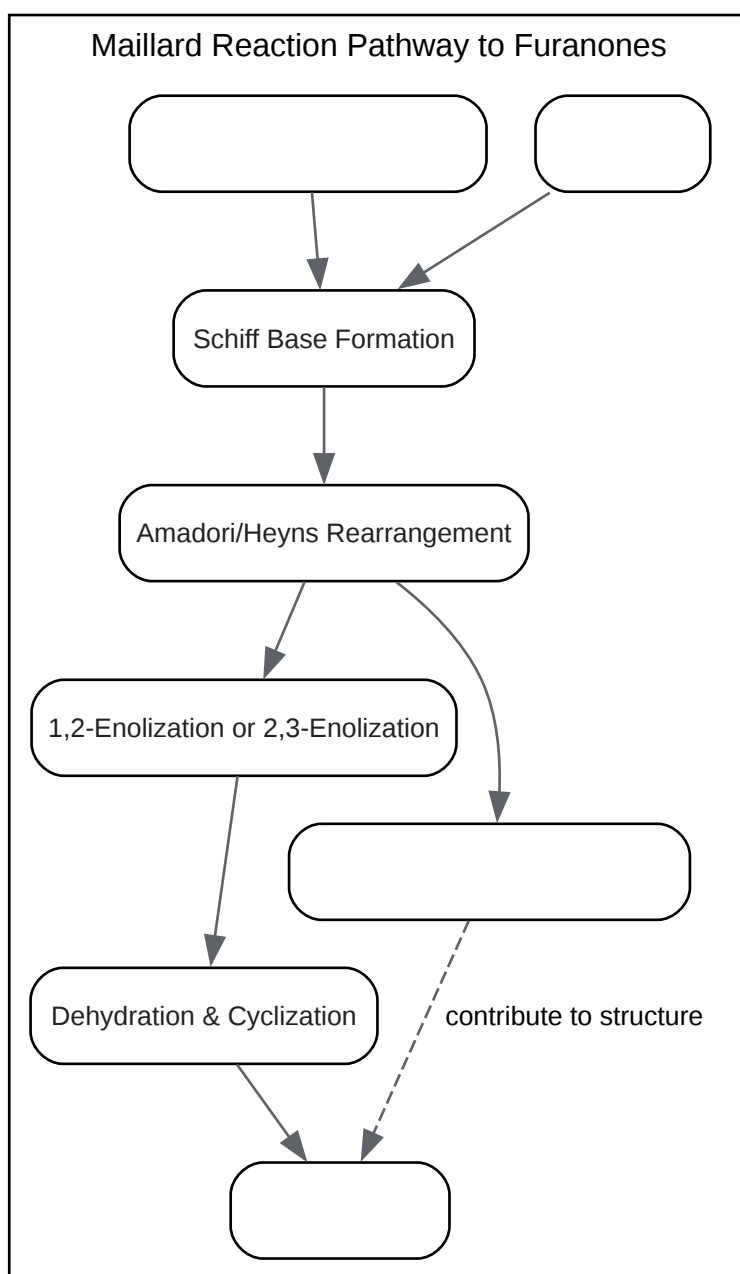 Maillard Reaction Pathway to Furanones
Schiff Base Formation
Amadori/Heyns Rearrangement
1,2-Enolization or 2,3-Enolization
Dehydration & Cyclization
contribute to structure